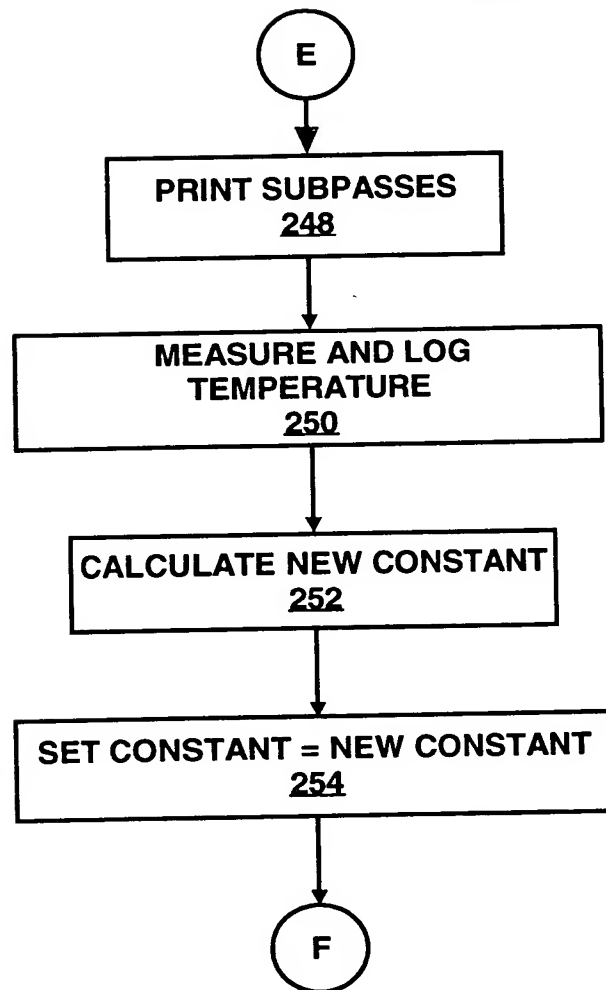 E
PRINT SUBPASSES
248
MEASURE AND LOG
TEMPERATURE
250
CALCULATE NEW CONSTANT
252
SET CONSTANT = NEW CONSTANT
254
F